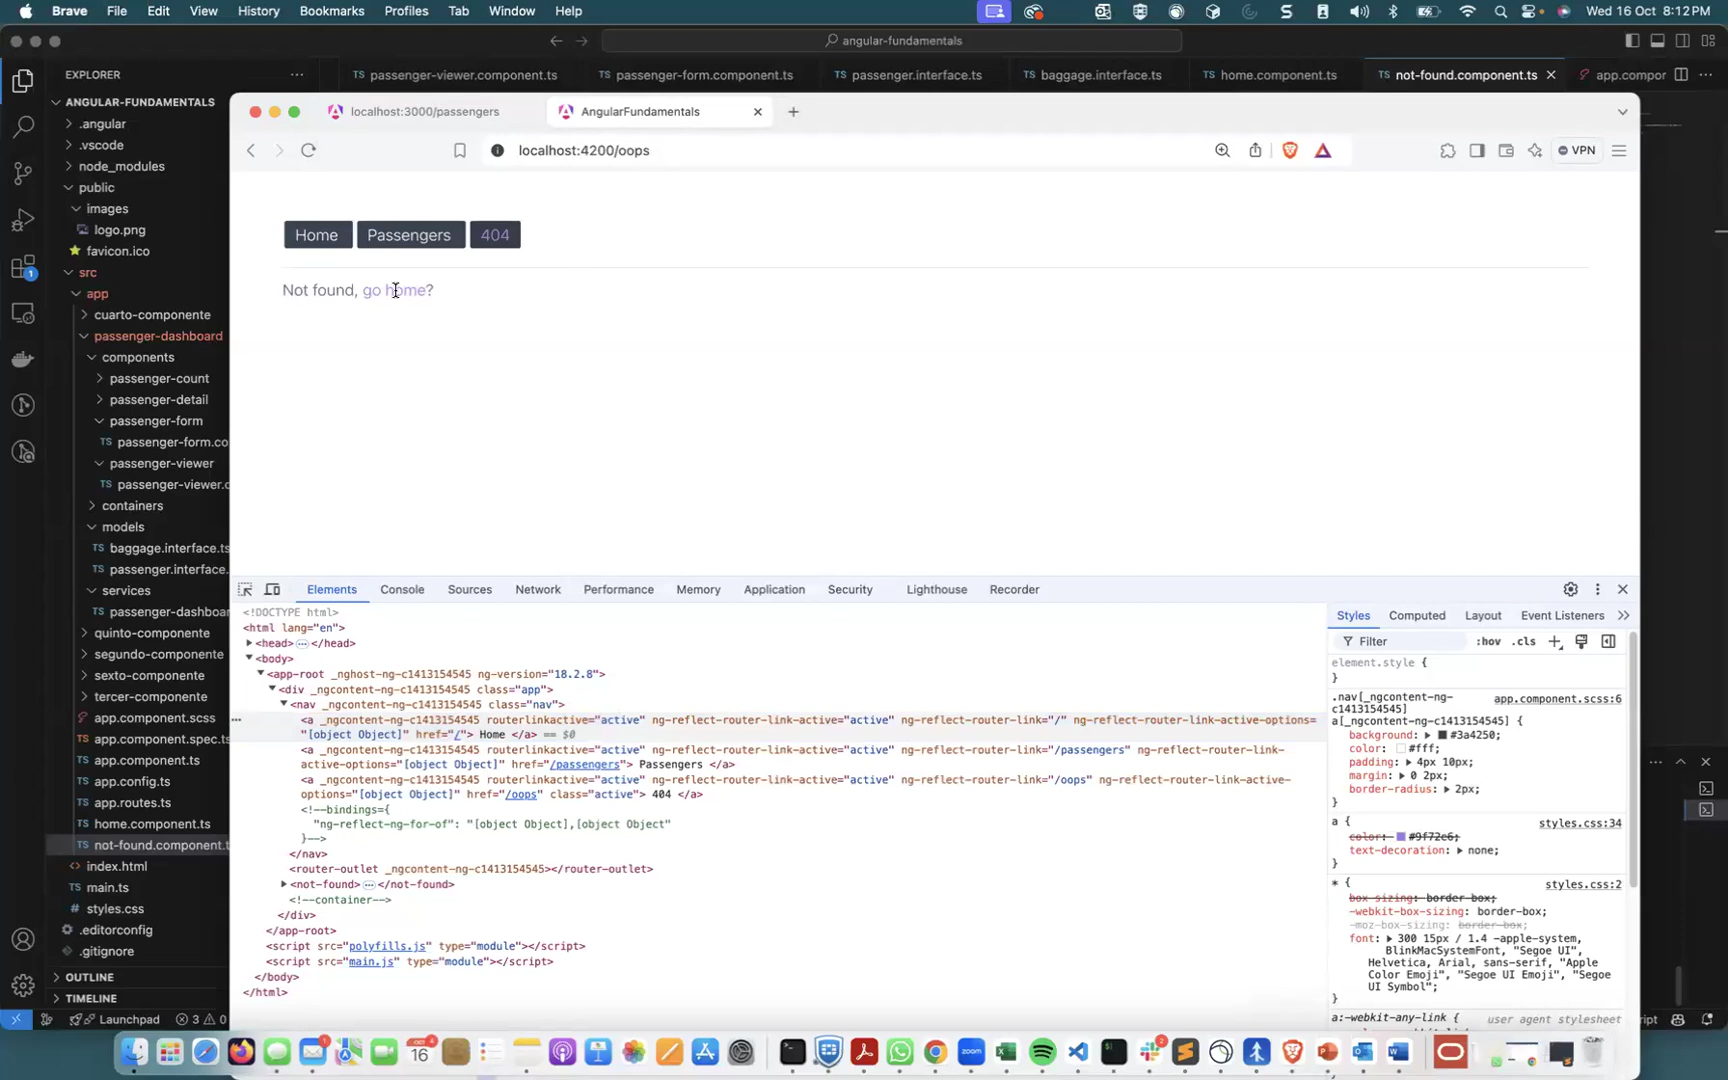 Brave File Edit View History Bookmarks Profiles Tab Window Help
Wed 16 Oct 8:12 PM
angular-fundamentals
EXPLORER
passenger-viewer.component.ts
passenger-form.component.ts
passenger.interface.ts
baggage.interface.ts
home.component.ts
not-found.component.ts
app.compor
ANGULAR-FUNDAMENTALS
.angular
.vscode
node_modules
public
images
logo.png
favicon.ico
src
app
cuarto-componente
passenger-dashboard
components
passenger-count
passenger-detail
passenger-form
TS passenger-form.co
passenger-viewer
TS passenger-viewer.c
containers
models
TS baggage.interface.ts
TS passenger.interface.
services
TS passenger-dashboar
quinto-componente
segundo-componente
sexto-componente
tercer-componente
app.component.scss
TS app.component.spec.ts
TS app.component.ts
TS app.config.ts
TS app.routes.ts
TS home.component.ts
TS not-found.component.t
<> index.html
TS main.ts
styles.css
.editorconfig
.gitignore
OUTLINE
TIMELINE
Launchpad 3 0
localhost:3000/passengers
AngularFundamentals
localhost:4200/oops
VPN
Home Passengers 404
Not found, go home?
Elements Console Sources Network Performance Memory Application Security Lighthouse Recorder
<!DOCTYPE html>
<html lang="en">
<head> </head>
<body>
<app-root _nghost-ng-c1413154545 ng-version="18.2.8">
<div _ngcontent-ng-c1413154545 class="app">
<nav _ngcontent-ng-c1413154545 class="nav">
<a _ngcontent-ng-c1413154545 routerlinkactive="active" ng-reflect-router-link-active="active" ng-reflect-router-link="/" ng-reflect-router-link-active-options=
"[object Object]" href="/"> Home </a> == $0
<a _ngcontent-ng-c1413154545 routerlinkactive="active" ng-reflect-router-link-active="active" ng-reflect-router-link="/passengers" ng-reflect-router-link-
active-options="[object Object]" href="/passengers"> Passengers </a>
<a _ngcontent-ng-c1413154545 routerlinkactive="active" ng-reflect-router-link-active="active" ng-reflect-router-link="/oops" ng-reflect-router-link-active-
options="[object Object]" href="/oops" class="active"> 404 </a>
<!--bindings={
"ng-reflect-ng-for-of": "[object Object],[object Object"
}-->
</nav>
<router-outlet _ngcontent-ng-c1413154545></router-outlet>
<not-found> </not-found>
<!--container-->
</div>
</app-root>
<script src="polyfills.js" type="module"></script>
<script src="main.js" type="module"></script>
</body>
</html>
Styles Computed Layout Event Listeners
Filter :hov .cls
element.style {
}
.nav[_ngcontent-ng- app.component.scss:6
c1413154545]
a[_ngcontent-ng-c1413154545] {
background: #3a4250;
color: #fff;
padding: 4px 10px;
margin: 0 2px;
border-radius: 2px;
}
a { styles.css:34
color: #9f72e6;
text-decoration: none;
}
* { styles.css:2
box-sizing: border-box;
-webkit-box-sizing: border-box;
-moz-box-sizing: border-box;
font: 300 15px / 1.4 -apple-system,
BlinkMacSystemFont, "Segoe UI",
Helvetica, Arial, sans-serif, "Apple
Color Emoji", "Segoe UI Emoji", "Segoe
UI Symbol";
}
a:-webkit-any-link { user agent stylesheet
ript
OCT
16
zoom